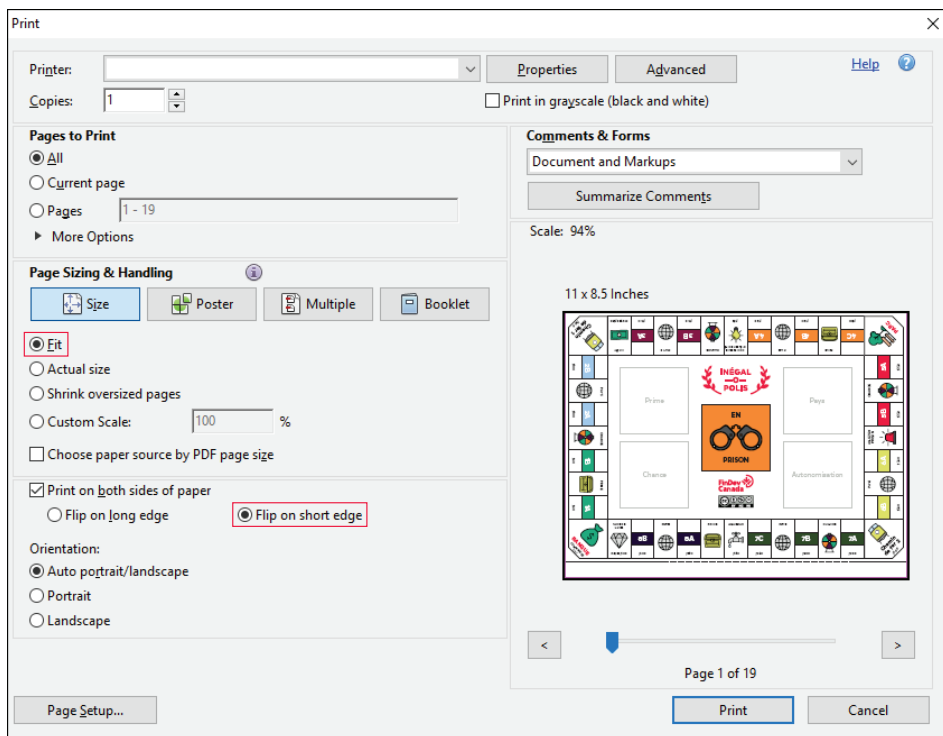 Print
Printer:
Properties
Advanced
Help
?
Copies:
1
Print in grayscale (black and white)
Pages to Print
All
Current page
Pages
1 - 19
More Options
Comments & Forms
Document and Markups
Summarize Comments
Scale: 94%
Page Sizing & Handling
i
Size
Poster
Multiple
Booklet
Fit
Actual size
Shrink oversized pages
Custom Scale:
100
%
Choose paper source by PDF page size
Print on both sides of paper
Flip on long edge
Flip on short edge
Orientation:
Auto portrait/landscape
Portrait
Landscape
11 x 8.5 Inches
INÉGAL
-O-
POLIS
Prime
Paye
EN
PRISON
Chance
Autonomisation
FinDev
Canada
6B
6A
7C
7B
7A
<
>
Page 1 of 19
Page Setup...
Print
Cancel